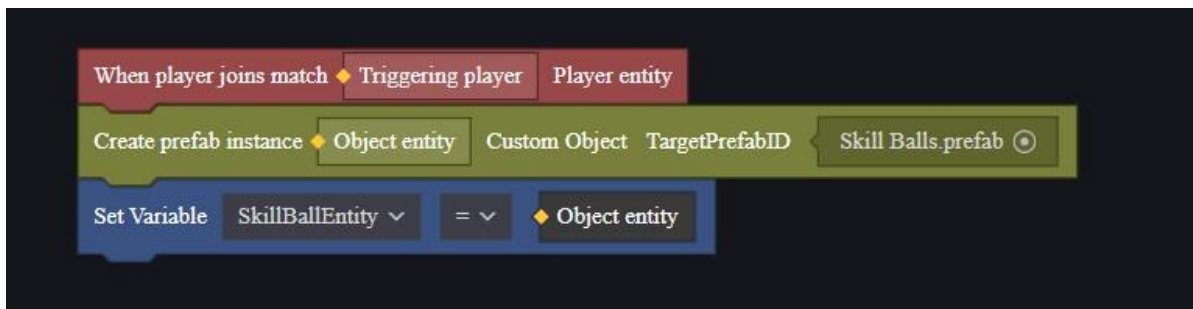 When player joins match Triggering player Player entity
Create prefab instance Object entity Custom Object TargetPrefabID Skill Balls.prefab
Set Variable SkillBallEntity = Object entity